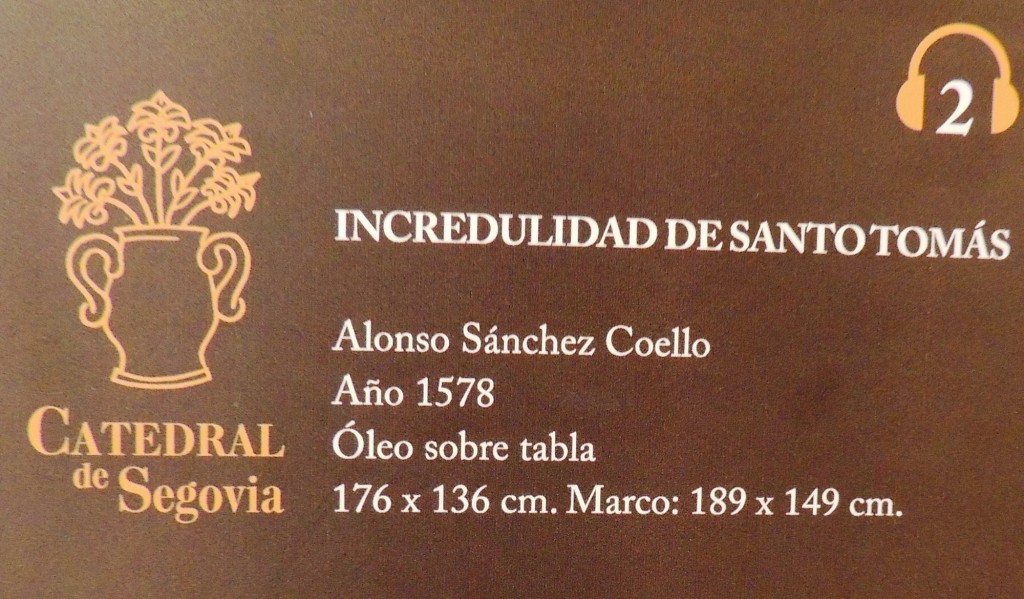 2
INCREDULIDAD DE SANTO TOMÁS
Alonso Sánchez Coello
Año 1578
Óleo sobre tabla
176 x 136 cm. Marco: 189 x 149 cm.
CATEDRAL
de Segovia